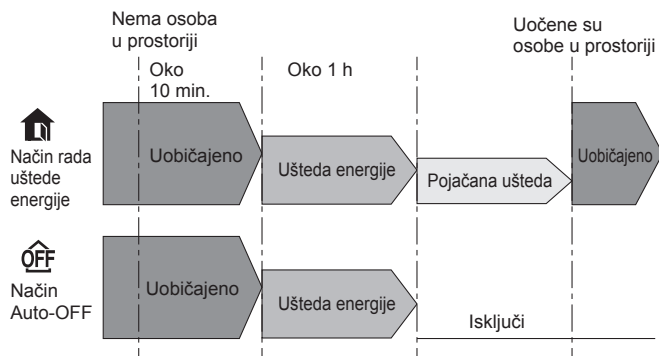 Nema osoba
u prostoriji
Uočene su
osobe u prostoriji
Oko
10 min.
Oko 1 h
Način rada
uštede
energije
Uobičajeno
Ušteda energije
Pojačana ušteda
Uobičajeno
OFF
Način
Auto-OFF
Uobičajeno
Ušteda energije
Isključi